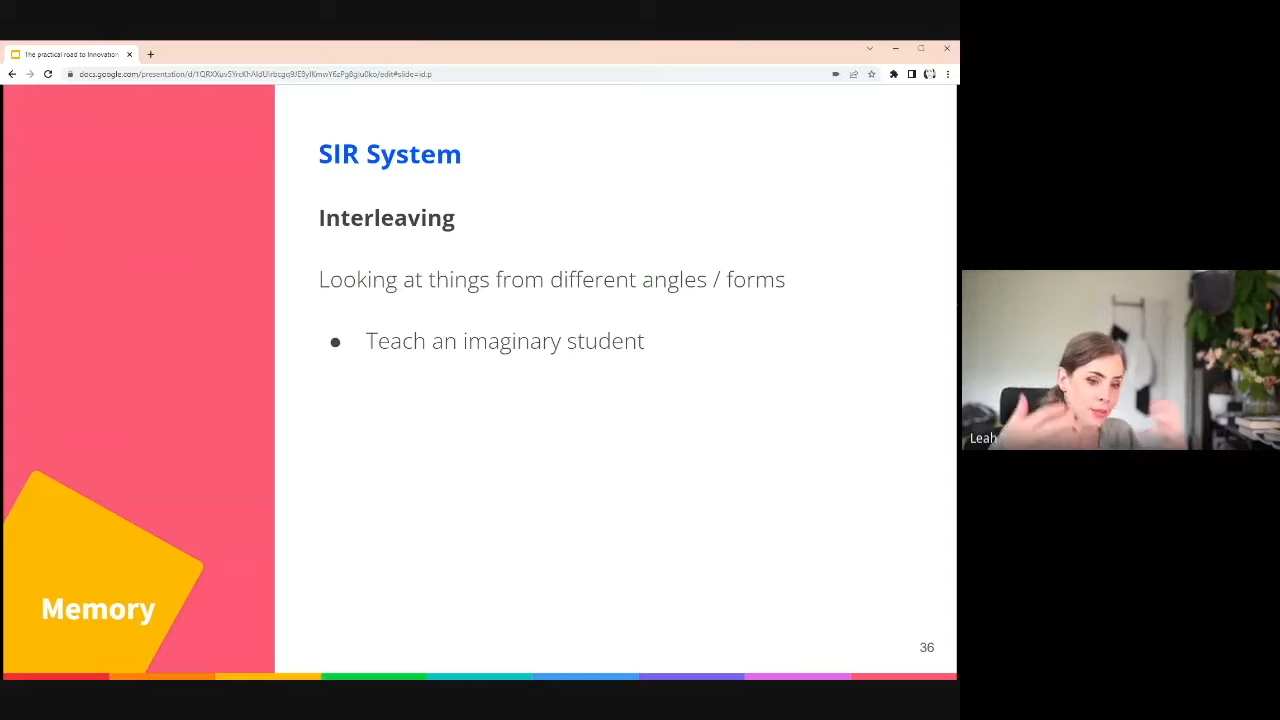 The practical road to Innovation
SIR System
Interleaving
Looking at things from different angles / forms
● Teach an imaginary student
Memory
36
Leah